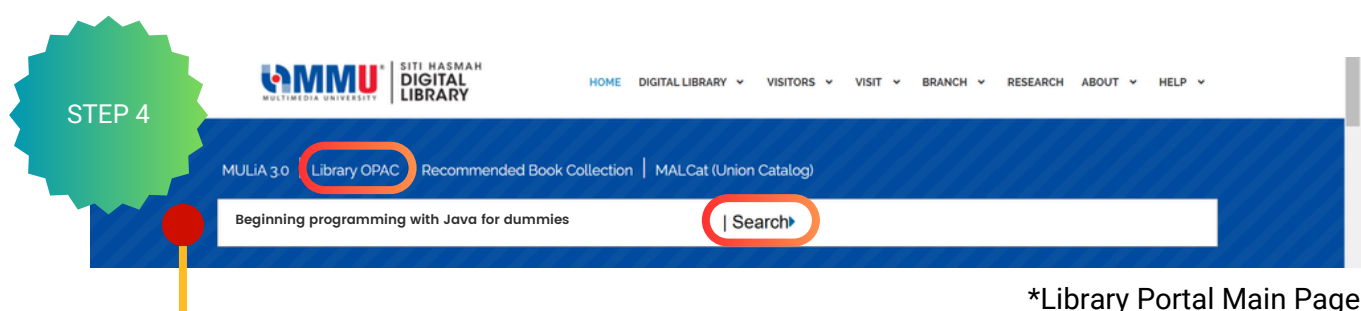 STEP 4
MMU
MULTIMEDIA UNIVERSITY
SITI HASMAH
DIGITAL
LIBRARY
HOME DIGITAL LIBRARY VISITORS VISIT BRANCH RESEARCH ABOUT HELP
MULiA 3.0 | Library OPAC | Recommended Book Collection | MALCat (Union Catalog)
Beginning programming with Java for dummies | Search
*Library Portal Main Page